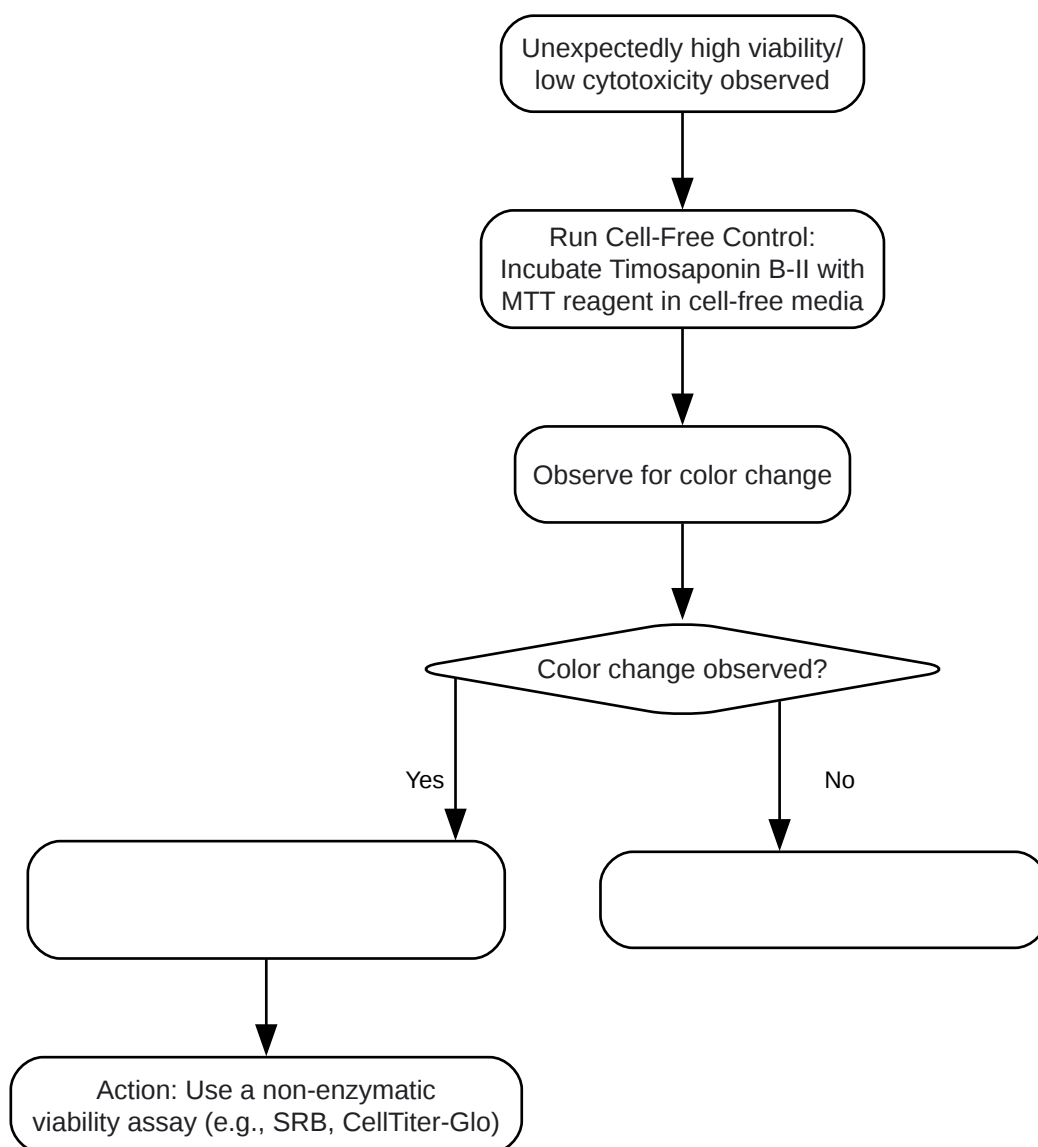 Unexpectedly high viability/
low cytotoxicity observed
Run Cell-Free Control:
Incubate Timosaponin B-II with
MTT reagent in cell-free media
Observe for color change
Color change observed?
Yes
No
Action: Use a non-enzymatic
viability assay (e.g., SRB, CellTiter-Glo)